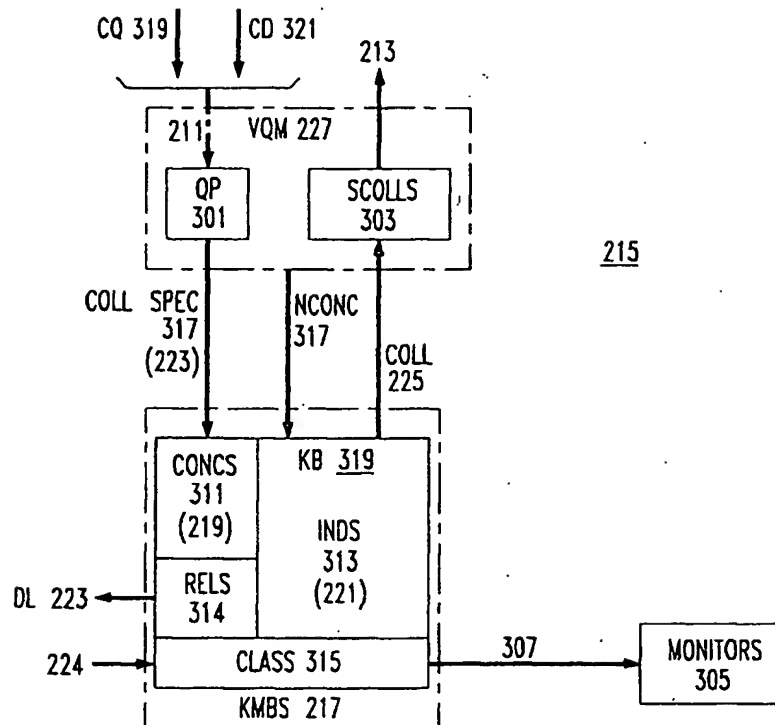 CQ 319
CD 321
213
211
VQM 227
QP
301
SCOLLS
303
215
COLL SPEC
317
(223)
NCONC
317
COLL
225
CONCS
311
(219)
KB 319
INDS
313
(221)
RELS
314
DL 223
224
CLASS 315
307
MONITORS
305
KMBS 217